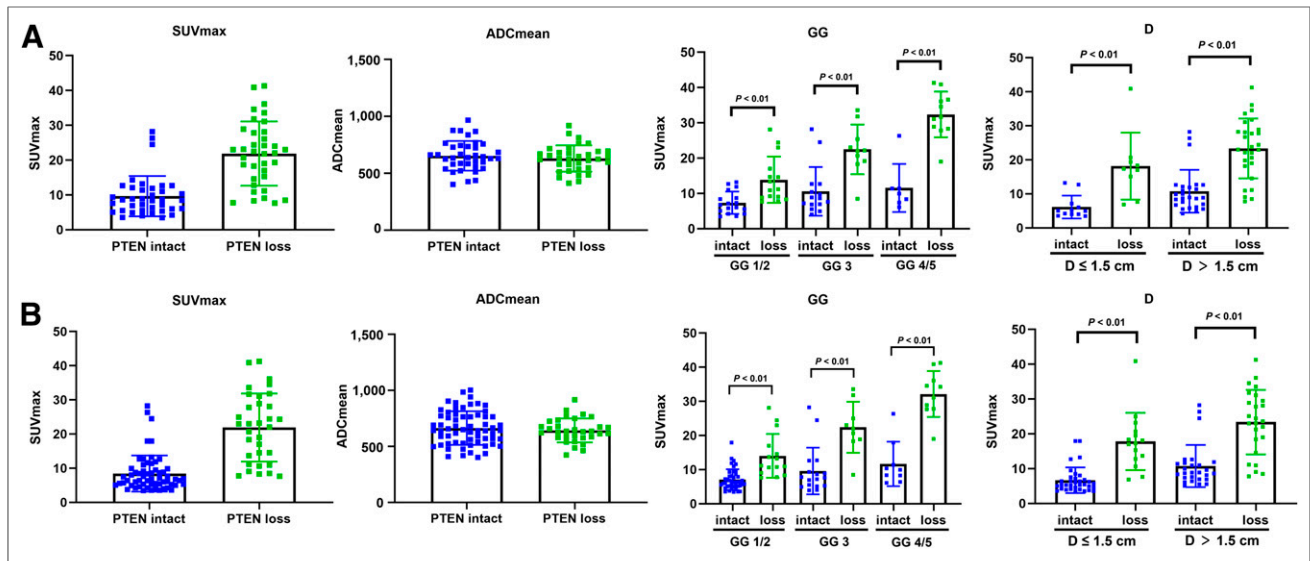 A
SUVmax
SUVmax
50
40
30
20
10
0
PTEN intact PTEN loss
ADCmean
ADCmean
1,500
1,000
500
0
PTEN intact PTEN loss
GG
SUVmax
50
40
30
20
10
0
P < 0.01
P < 0.01
P < 0.01
intact loss intact loss intact loss
GG 1/2 GG 3 GG 4/5
D
SUVmax
50
40
30
20
10
0
P < 0.01
P < 0.01
intact loss intact loss
D ≤ 1.5 cm D > 1.5 cm
B
SUVmax
SUVmax
50
40
30
20
10
0
PTEN intact PTEN loss
ADCmean
ADCmean
1,500
1,000
500
0
PTEN intact PTEN loss
GG
SUVmax
50
40
30
20
10
0
P < 0.01
P < 0.01
P < 0.01
intact loss intact loss intact loss
GG 1/2 GG 3 GG 4/5
D
SUVmax
50
40
30
20
10
0
P < 0.01
P < 0.01
intact loss intact loss
D ≤ 1.5 cm D > 1.5 cm